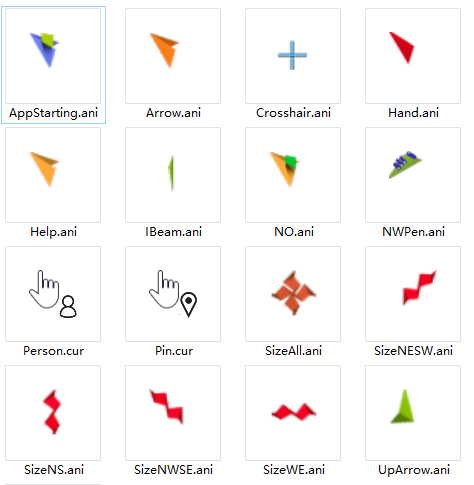 AppStarting.ani
Arrow.ani
Crosshair.ani
Hand.ani
Help.ani
IBeam.ani
NO.ani
NWPen.ani
Person.cur
Pin.cur
SizeAll.ani
SizeNESW.ani
SizeNS.ani
SizeNWSE.ani
SizeWE.ani
UpArrow.ani